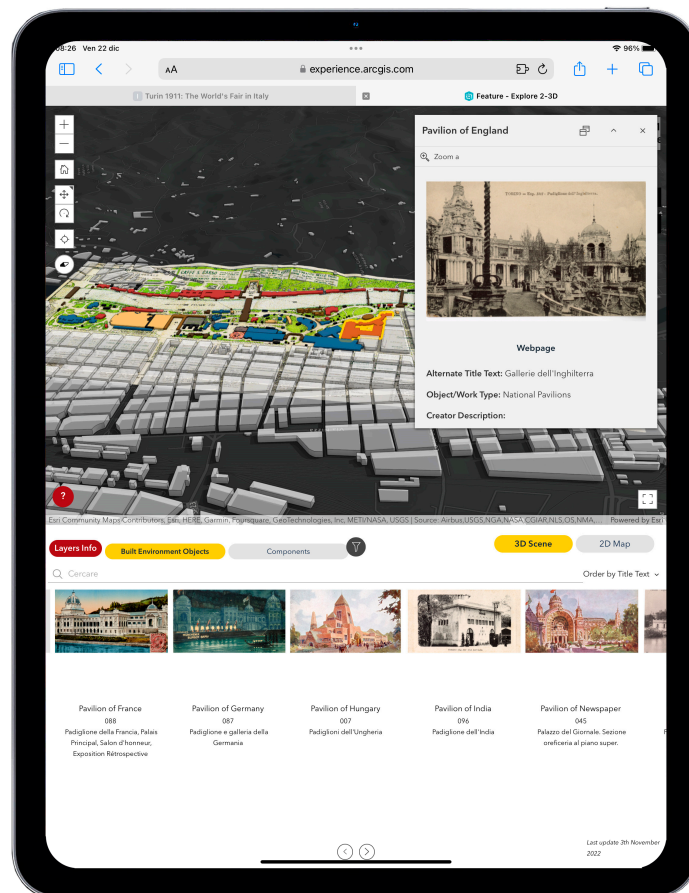 08:26 Ven 22 dic
96%
AA
experience.arcgis.com
Turin 1911: The World's Fair in Italy
Feature - Explore 2-3D
Pavilion of England
Zoom a
TORINO
Padiglione dell'Inghilterra.
Webpage
Alternate Title Text: Gallerie dell'Inghilterra
Object/Work Type: National Pavilions
Creator Description:
?
Esri Community Maps Contributors, Esri, HERE, Garmin, Foursquare, GeoTechnologies, Inc, METI/NASA, USGS | Source: Airbus,USGS,NGA,NASA,CGIAR,NLS,OS,NMA,... Powered by Esri
Layers Info
Built Environment Objects
Components
3D Scene
2D Map
Cercare
Order by Title Text
Pavilion of France
088
Padiglione della Francia, Palais
Principal, Salon d'honneur,
Exposition Rétrospective
Pavilion of Germany
087
Padiglione e galleria della
Germania
Pavilion of Hungary
007
Padiglioni dell'Ungheria
Pavilion of India
096
Padiglione dell'India
Pavilion of Newspaper
045
Palazzo del Giornale. Sezione
oreficeria al piano super.
Last update 3th November
2022